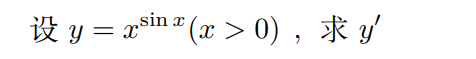 设 $y = x^{\sin x}(x > 0)$ ，求 $y'$